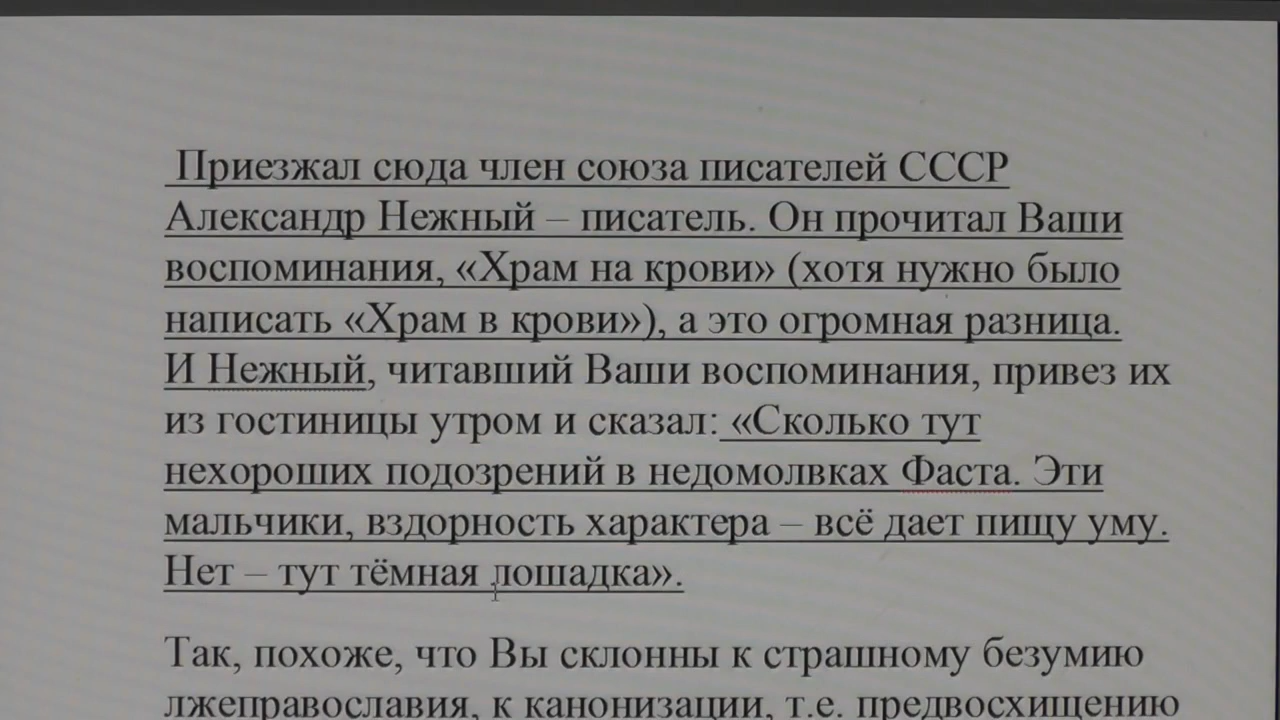 Приезжал сюда член союза писателей СССР
Александр Нежный – писатель. Он прочитал Ваши
воспоминания, «Храм на крови» (хотя нужно было
написать «Храм в крови»), а это огромная разница.
И Нежный, читавший Ваши воспоминания, привез их
из гостиницы утром и сказал: «Сколько тут
нехороших подозрений в недомолвках Фаста. Эти
мальчики, вздорность характера – всё дает пищу уму.
Нет – тут тёмная лошадка».
Так, похоже, что Вы склонны к страшному безумию
лжеправославия, к канонизации, т.е. предвосхищению